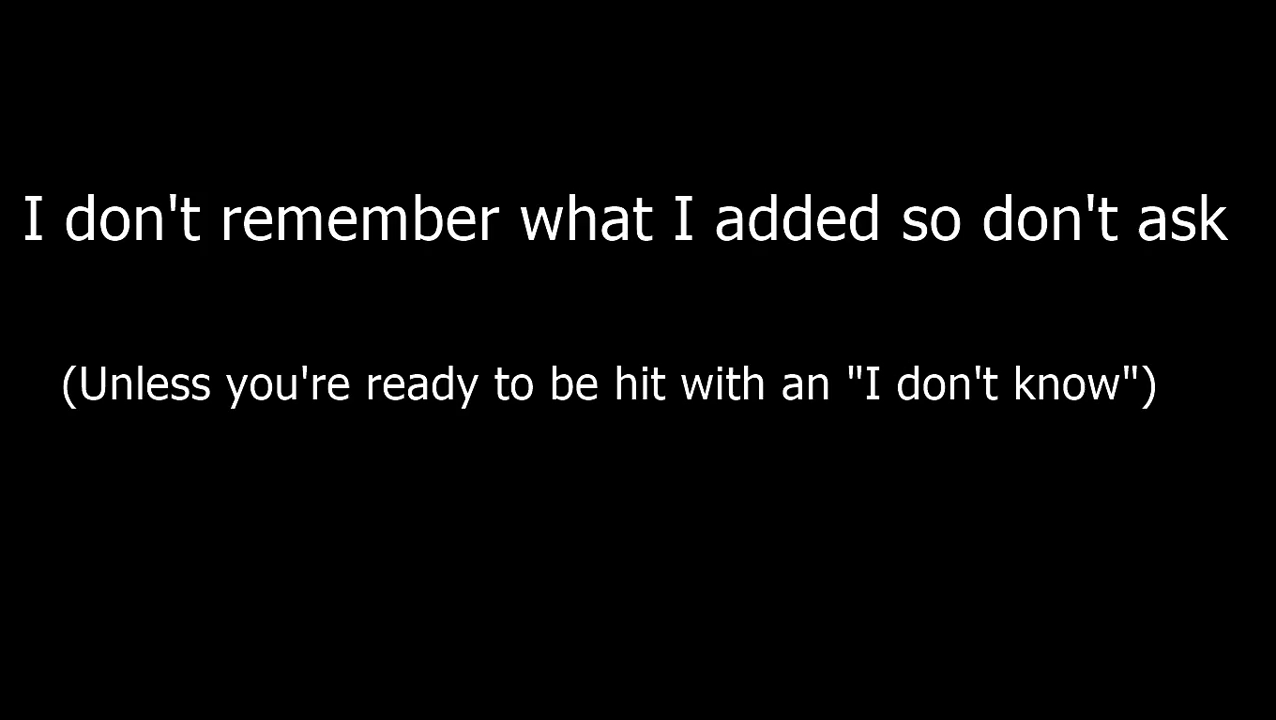 I don't remember what I added so don't ask
(Unless you're ready to be hit with an "I don't know")